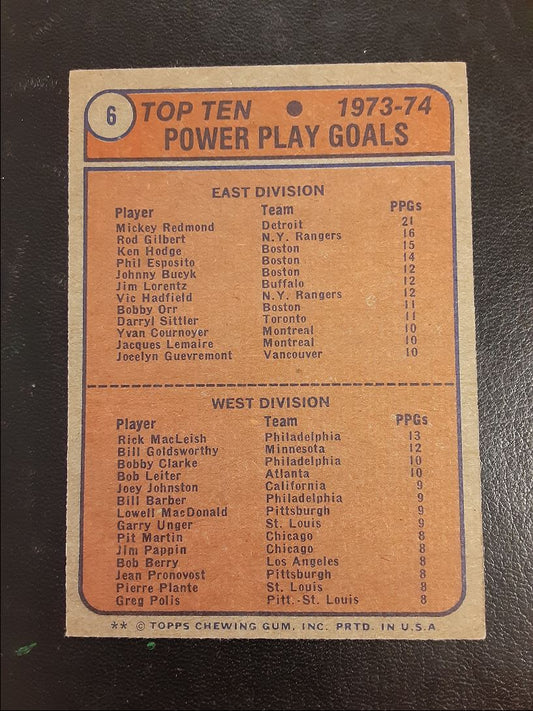 6 TOP TEN ● 1973-74
POWER PLAY GOALS
EAST DIVISION
Player Team PPGs
Mickey Redmond Detroit 21
Rod Gilbert N.Y. Rangers 16
Ken Hodge Boston 15
Phil Esposito Boston 14
Johnny Bucyk Boston 12
Jim Lorentz Buffalo 12
Vic Hadfield N.Y. Rangers 12
Bobby Orr Boston 11
Darryl Sittler Toronto 11
Yvan Cournoyer Montreal 10
Jacques Lemaire Montreal 10
Jocelyn Guevremont Vancouver 10
WEST DIVISION
Player Team PPGs
Rick MacLeish Philadelphia 13
Bill Goldsworthy Minnesota 12
Bobby Clarke Philadelphia 10
Bob Leiter Atlanta 10
Joey Johnston California 9
Bill Barber Philadelphia 9
Lowell MacDonald Pittsburgh 9
Garry Unger St. Louis 9
Pit Martin Chicago 8
Jim Pappin Chicago 8
Bob Berry Los Angeles 8
Jean Pronovost Pittsburgh 8
Pierre Plante St. Louis 8
Greg Polis Pitt.-St. Louis 8
** © TOPPS CHEWING GUM, INC. PRTD. IN U.S.A